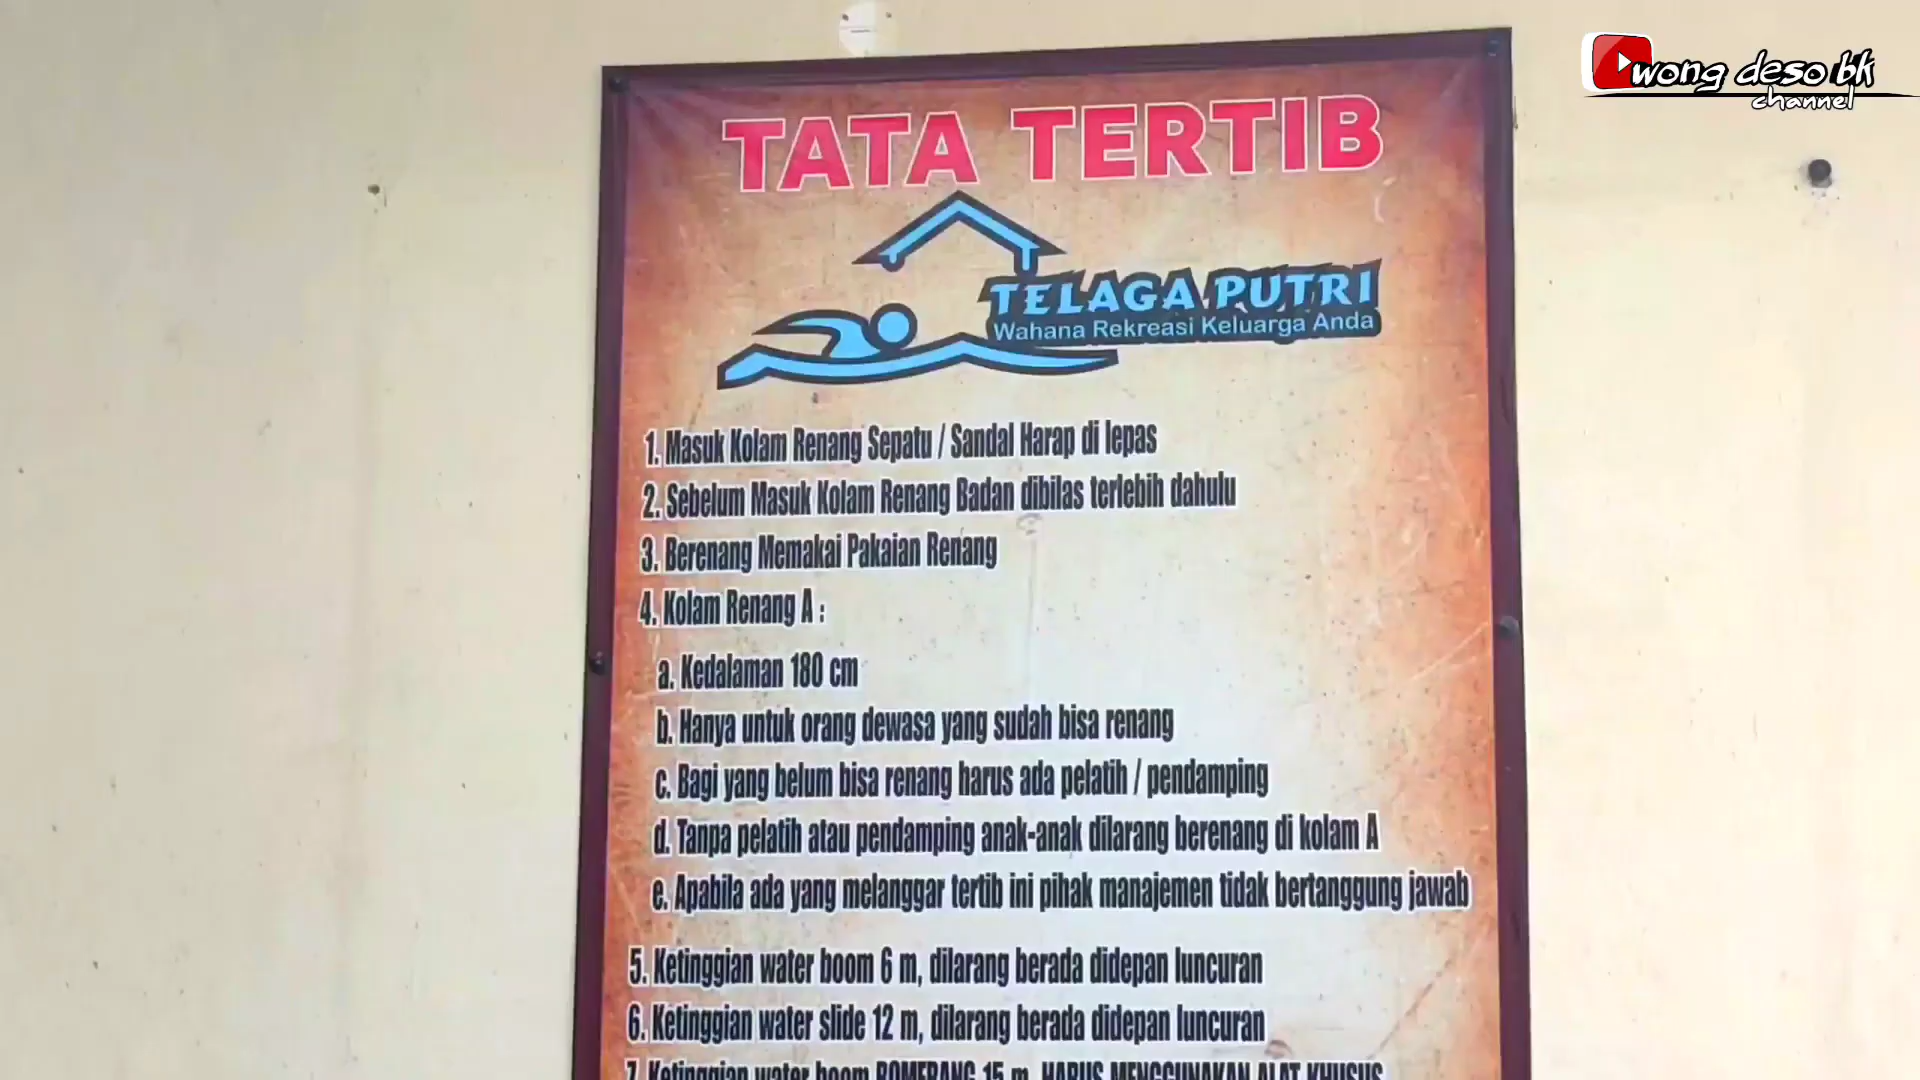 wong deso bk
channel
TATA TERTIB
TELAGA PUTRI
Wahana Rekreasi Keluarga Anda
1. Masuk Kolam Renang Sepatu / Sandal Harap di lepas
2. Sebelum Masuk Kolam Renang Badan dibilas terlebih dahulu
3. Berenang Memakai Pakaian Renang
4. Kolam Renang A :
a. Kedalaman 180 cm
b. Hanya untuk orang dewasa yang sudah bisa renang
c. Bagi yang belum bisa renang harus ada pelatih / pendamping
d. Tanpa pelatih atau pendamping anak-anak dilarang berenang di kolam A
e. Apabila ada yang melanggar tertib ini pihak manajemen tidak bertanggung jawab
5. Ketinggian water boom 6 m, dilarang berada didepan luncuran
6. Ketinggian water slide 12 m, dilarang berada didepan luncuran
7. Ketinggian water boom BOMERANG 15 m, HARUS MENGGUNAKAN ALAT KHUSUS